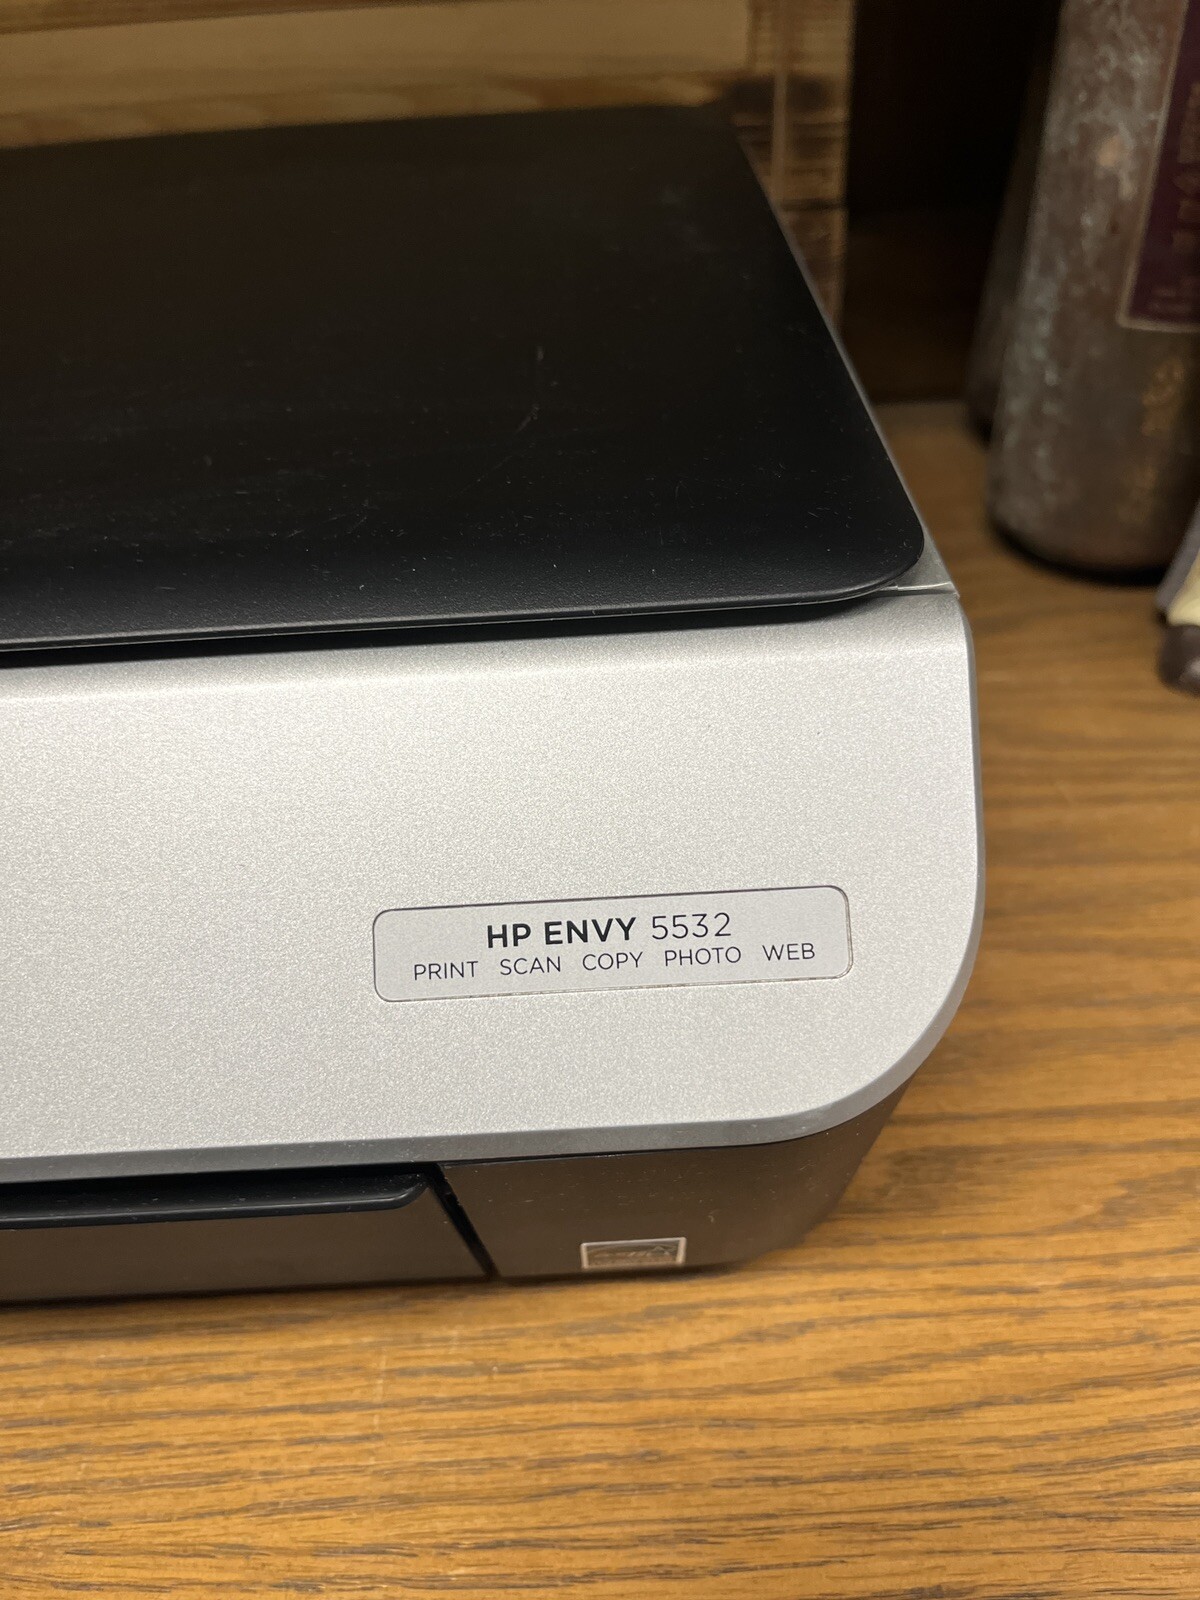 HP ENVY 5532
PRINT SCAN COPY PHOTO WEB